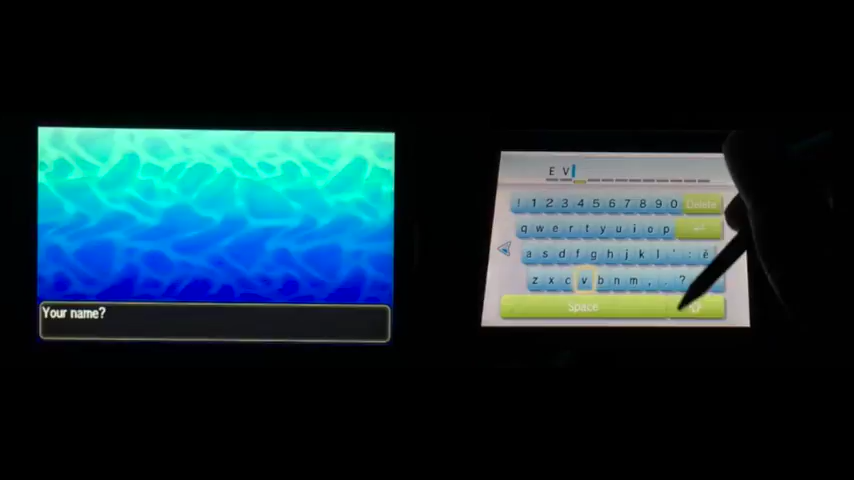 Your name?
E V
! 1 2 3 4 5 6 7 8 9 0 Delete
q w e r t y u i o p
a s d f g h j k l ' : é
z x c v b n m , . ?
Space